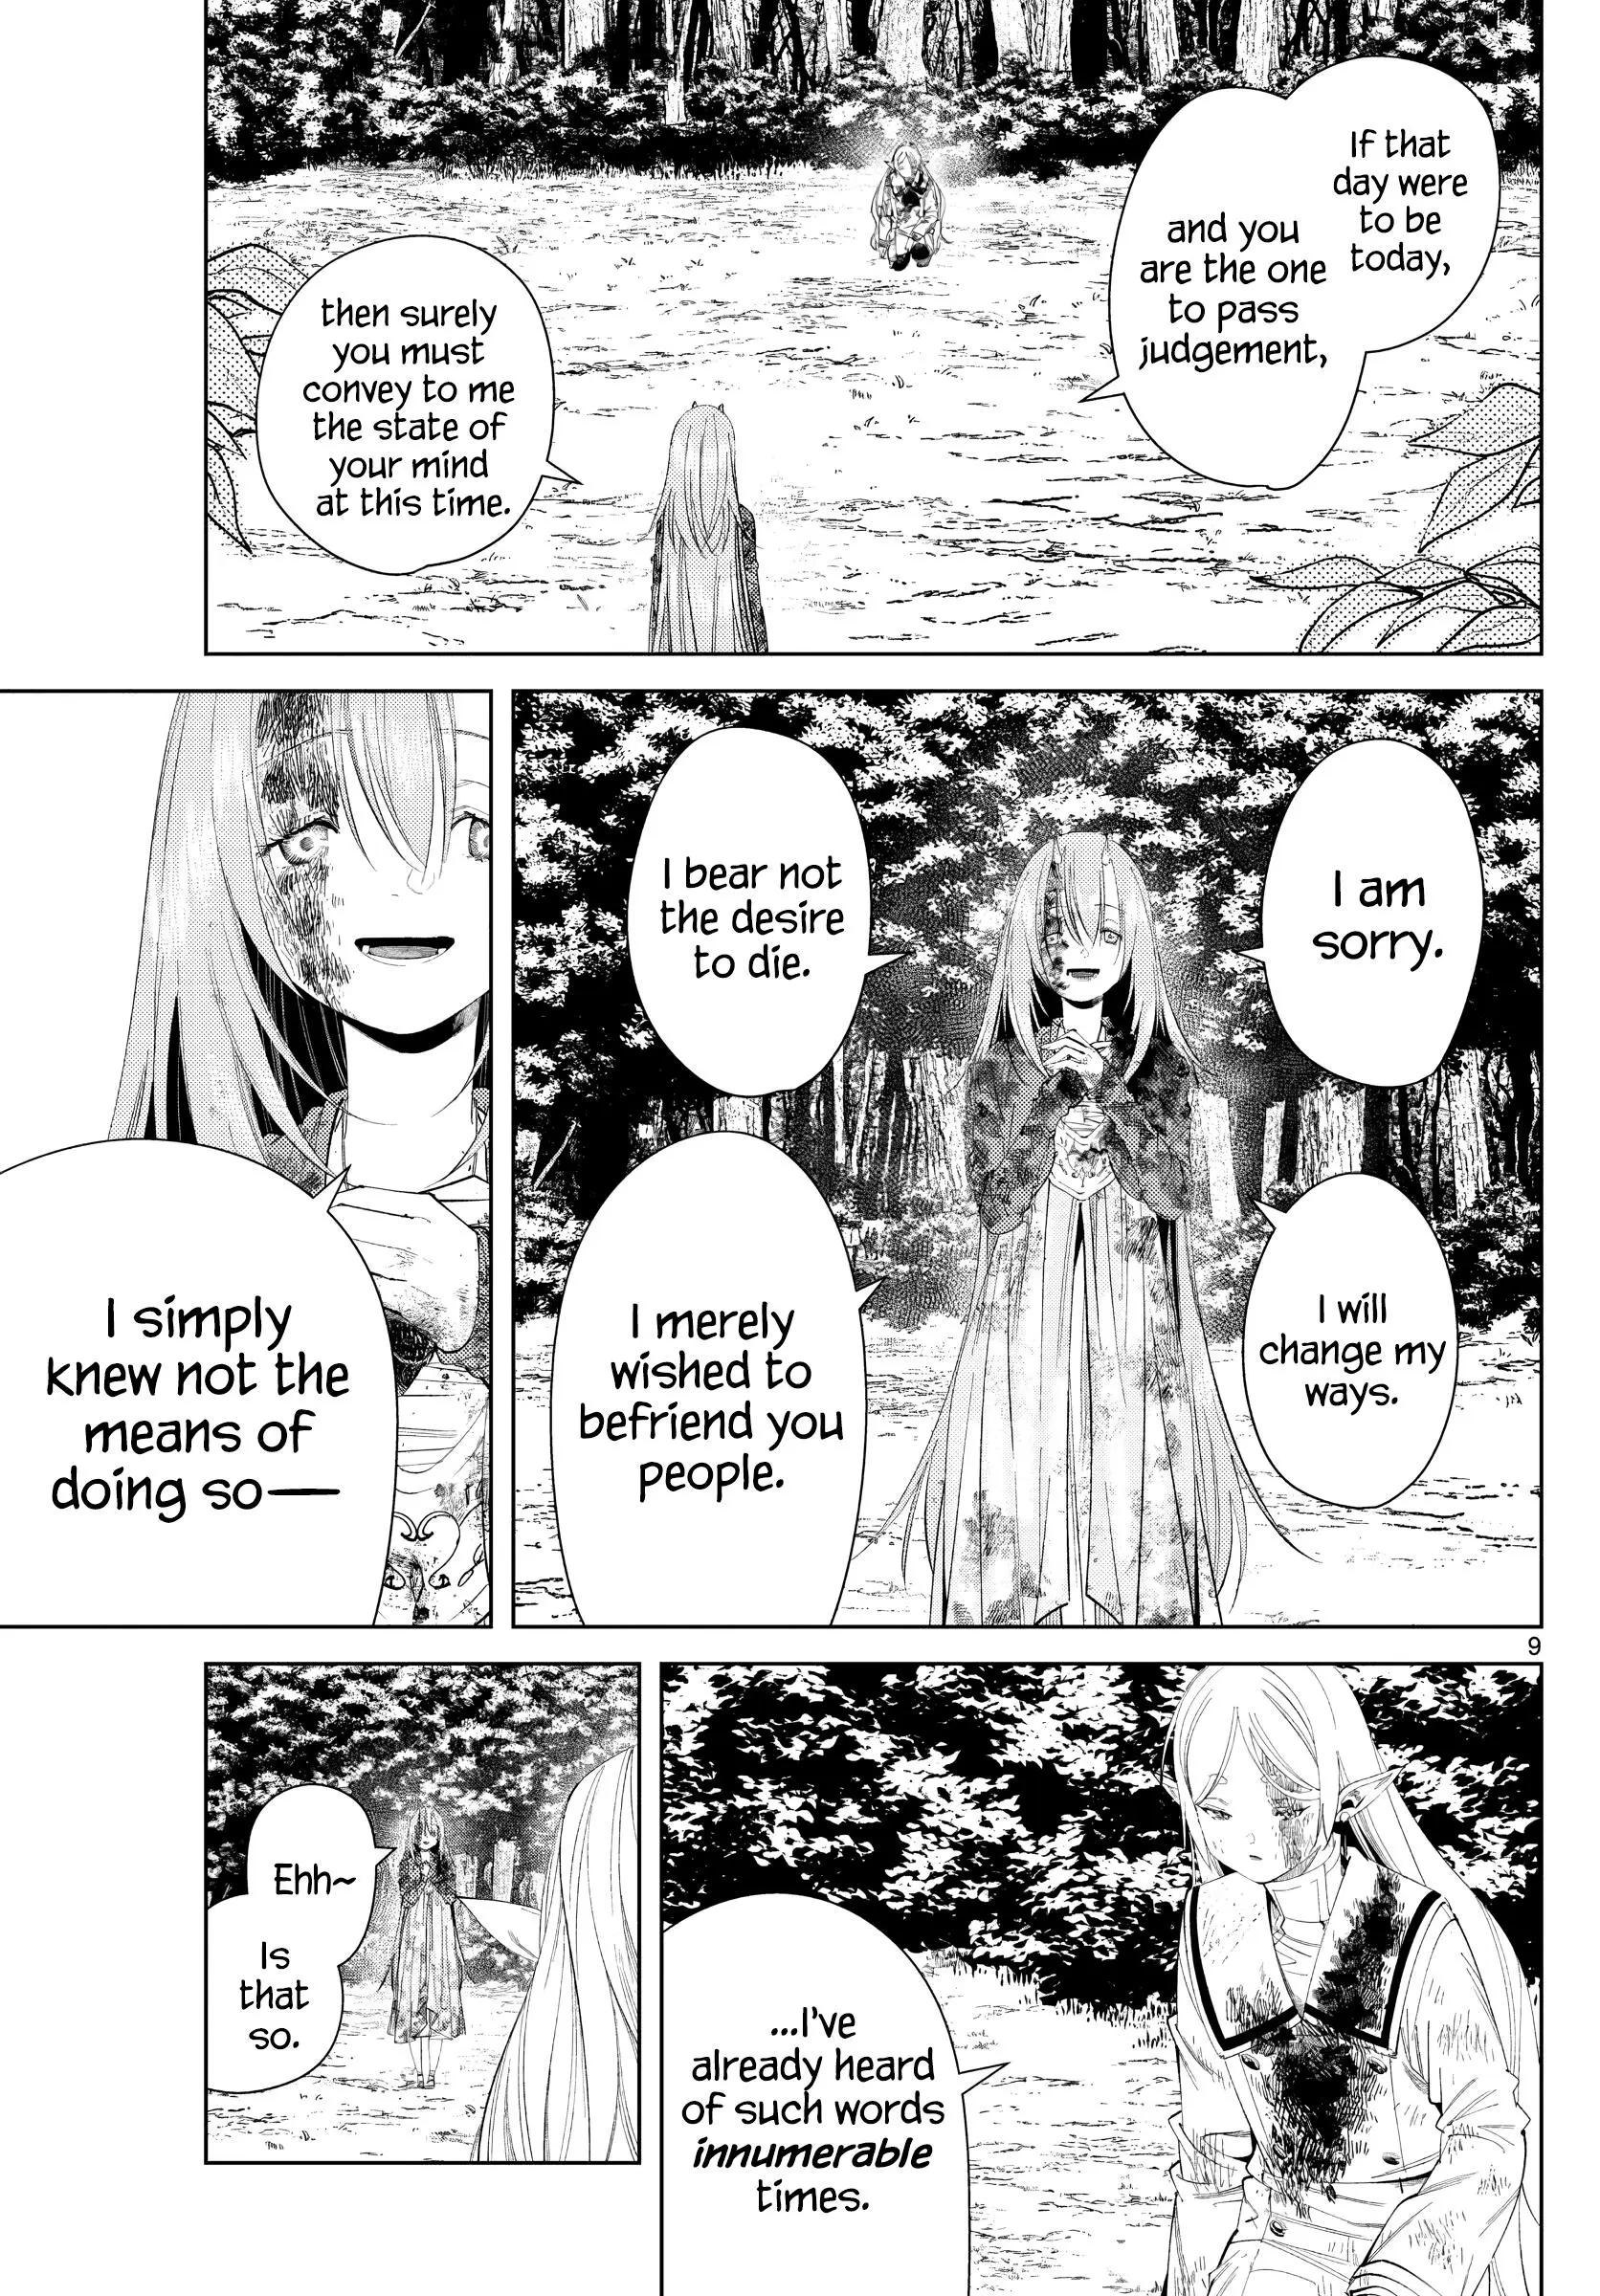 If that
day were
to be
today,
and you
are the one
to pass
judgement,
then surely
you must
convey to me
the state of
your mind
at this time.
I am
sorry.
I will
change my
ways.
I bear not
the desire
to die.
I merely
wished to
befriend you
people.
I simply
knew not the
means of
doing so—
9
...I've
already heard
of such words
innumerable
times.
Ehh~
Is
that
so.